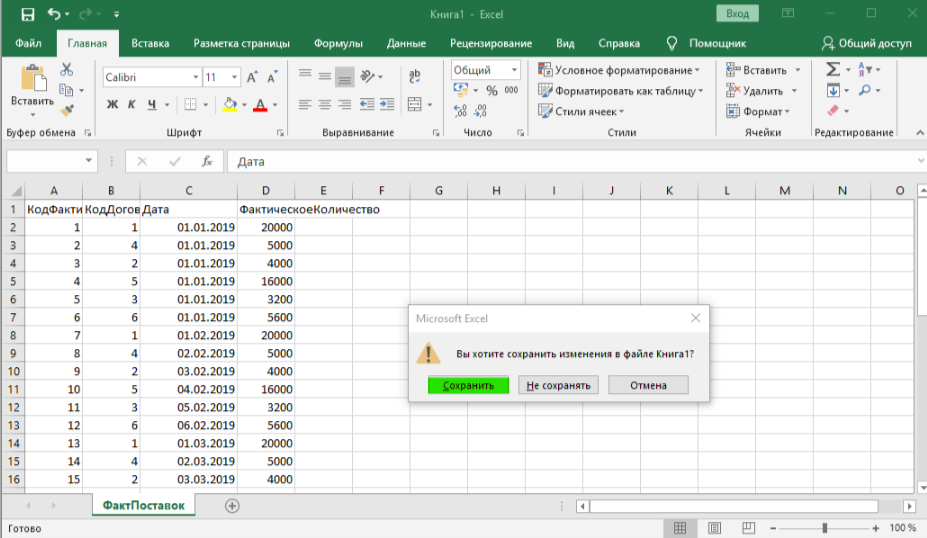 Книга1 - Excel
Вход
Файл Главная Вставка Разметка страницы Формулы Данные Рецензирование Вид Справка Помощник Общий доступ
Вставить
Calibri 11
Ж К Ч
Общий
% 000
Условное форматирование
Форматировать как таблицу
Стили ячеек
Вставить
Удалить
Формат
Буфер обмена Шрифт Выравнивание Число Стили Ячейки Редактирование
fx Дата
A B C D E F G H I J K L M N O
1 КодФакти КодДогов Дата ФактическоеКоличество
2 1 1 01.01.2019 20000
3 2 4 01.01.2019 5000
4 3 2 01.01.2019 4000
5 4 5 01.01.2019 16000
6 5 3 01.01.2019 3200
7 6 6 01.01.2019 5600
8 7 1 01.02.2019 20000
9 8 4 02.02.2019 5000
10 9 2 03.02.2019 4000
11 10 5 04.02.2019 16000
12 11 3 05.02.2019 3200
13 12 6 06.02.2019 5600
14 13 1 01.03.2019 20000
15 14 4 02.03.2019 5000
16 15 2 03.03.2019 4000
Microsoft Excel
Вы хотите сохранить изменения в файле Книга1?
Сохранить Не сохранять Отмена
ФактПоставок
Готово 100 %